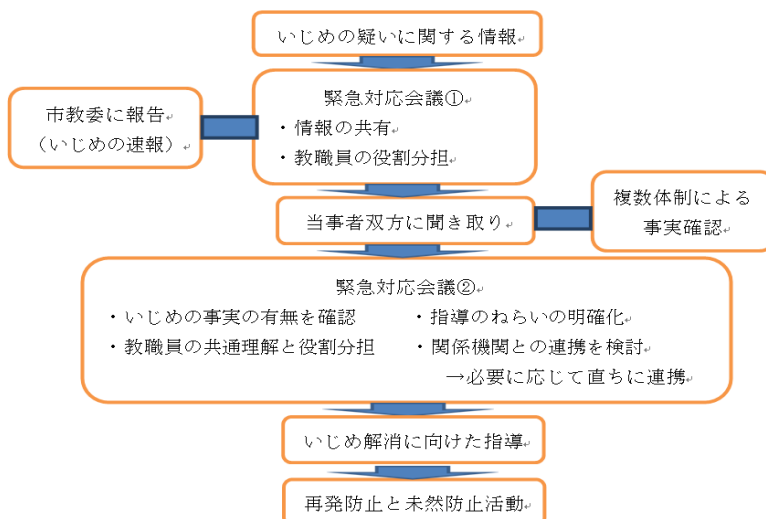 いじめの疑いに関する情報
緊急対応会議①
・情報の共有
・教職員の役割分担
市教委に報告
（いじめの速報）
当事者双方に聞き取り
複数体制による
事実確認
緊急対応会議②
・いじめの事実の有無を確認
・指導のねらいの明確化
・教職員の共通理解と役割分担
・関係機関との連携を検討
→必要に応じて直ちに連携
いじめ解消に向けた指導
再発防止と未然防止活動